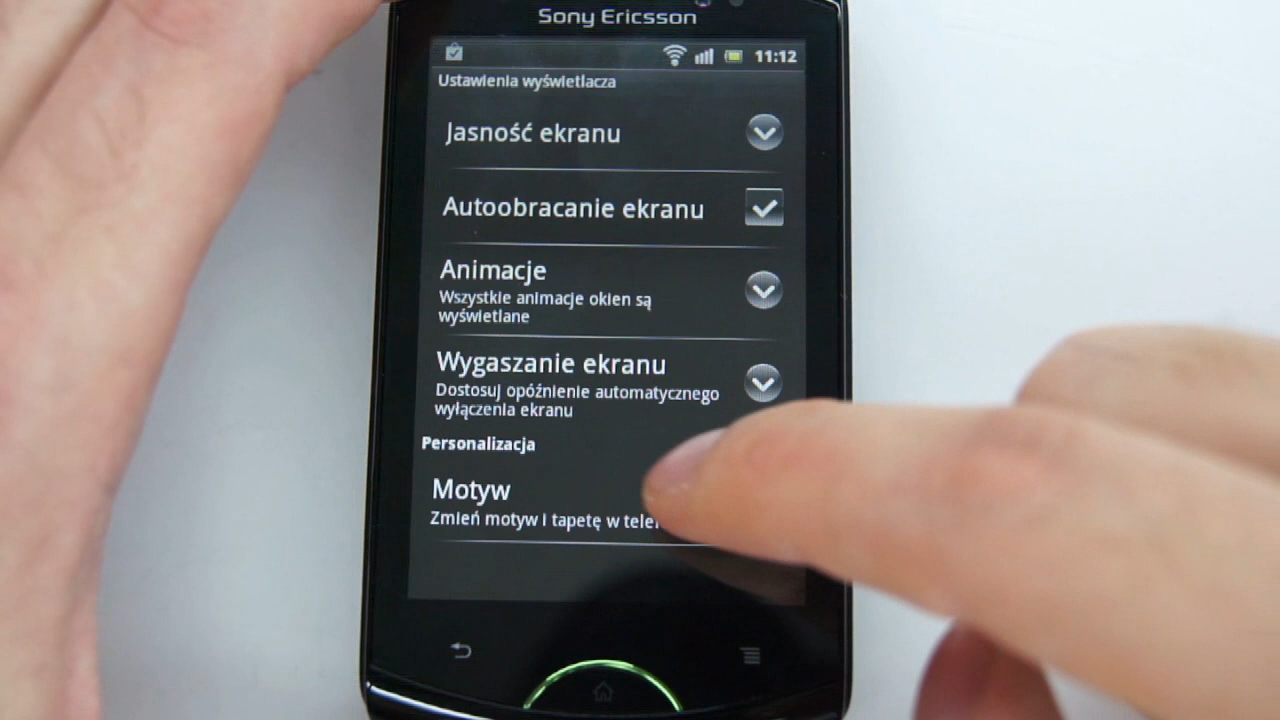 Sony Ericsson
11:12
Ustawienia wyświetlacza
Jasność ekranu
Autoobracanie ekranu
Animacje
Wszystkie animacje okien są
wyświetlane
Wygaszanie ekranu
Dostosuj opóźnienie automatycznego
wyłączenia ekranu
Personalizacja
Motyw
Zmień motyw i tapetę w